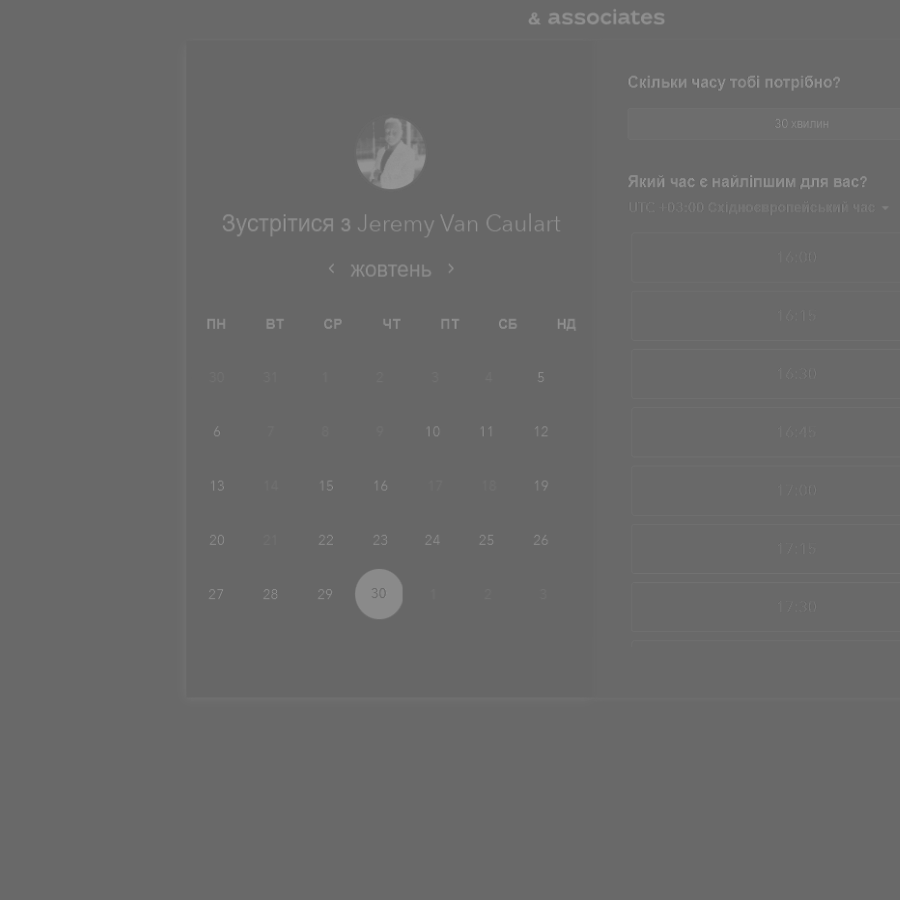 & associates
Зустрітися з Jeremy Van Caulart
‹ жовтень ›
ПН ВТ СР ЧТ ПТ СБ НД
30 31 1 2 3 4 5
6 7 8 9 10 11 12
13 14 15 16 17 18 19
20 21 22 23 24 25 26
27 28 29 30 1 2 3
Скільки часу тобі потрібно?
30 хвилин
Який час є найліпшим для вас?
UTC +03:00 Східноєвропейський час
16:00
16:15
16:30
16:45
17:00
17:15
17:30